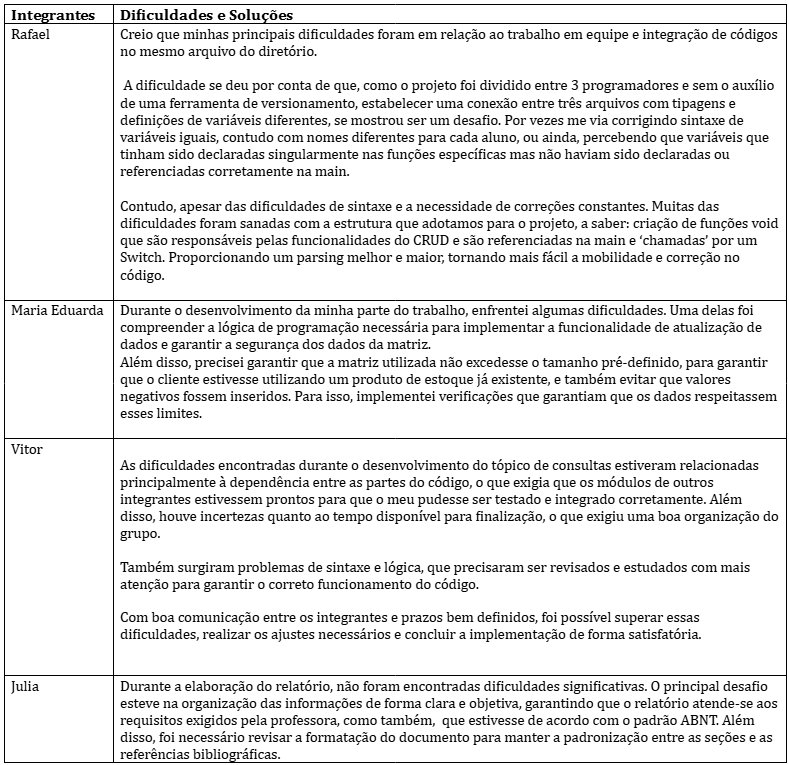 Integrantes Dificuldades e Soluções
Rafael Creio que minhas principais dificuldades foram em relação ao trabalho em equipe e integração de códigos
no mesmo arquivo do diretório.
A dificuldade se deu por conta de que, como o projeto foi dividido entre 3 programadores e sem o auxílio
de uma ferramenta de versionamento, estabelecer uma conexão entre três arquivos com tipagens e
definições de variáveis diferentes, se mostrou ser um desafio. Por vezes me via corrigindo sintaxe de
variáveis iguais, contudo com nomes diferentes para cada aluno, ou ainda, percebendo que variáveis que
tinham sido declaradas singularmente nas funções específicas mas não haviam sido declaradas ou
referenciadas corretamente na main.
Contudo, apesar das dificuldades de sintaxe e a necessidade de correções constantes. Muitas das
dificuldades foram sanadas com a estrutura que adotamos para o projeto, a saber: criação de funções void
que são responsáveis pelas funcionalidades do CRUD e são referenciadas na main e ‘chamadas’ por um
Switch. Proporcionando um parsing melhor e maior, tornando mais fácil a mobilidade e correção no
código.
Maria Eduarda Durante o desenvolvimento da minha parte do trabalho, enfrentei algumas dificuldades. Uma delas foi
compreender a lógica de programação necessária para implementar a funcionalidade de atualização de
dados e garantir a segurança dos dados da matriz.
Além disso, precisei garantir que a matriz utilizada não excedesse o tamanho pré-definido, para garantir
que o cliente estivesse utilizando um produto de estoque já existente, e também evitar que valores
negativos fossem inseridos. Para isso, implementei verificações que garantiam que os dados respeitassem
esses limites.
Vitor
As dificuldades encontradas durante o desenvolvimento do tópico de consultas estiveram relacionadas
principalmente à dependência entre as partes do código, o que exigia que os módulos de outros
integrantes estivessem prontos para que o meu pudesse ser testado e integrado corretamente. Além
disso, houve incertezas quanto ao tempo disponível para finalização, o que exigiu uma boa organização do
grupo.
Também surgiram problemas de sintaxe e lógica, que precisaram ser revisados e estudados com mais
atenção para garantir o correto funcionamento do código.
Com boa comunicação entre os integrantes e prazos bem definidos, foi possível superar essas
dificuldades, realizar os ajustes necessários e concluir a implementação de forma satisfatória.
Julia Durante a elaboração do relatório, não foram encontradas dificuldades significativas. O principal desafio
esteve na organização das informações de forma clara e objetiva, garantindo que o relatório atende-se aos
requisitos exigidos pela professora, como também, que estivesse de acordo com o padrão ABNT. Além
disso, foi necessário revisar a formatação do documento para manter a padronização entre as seções e as
referências bibliográficas.